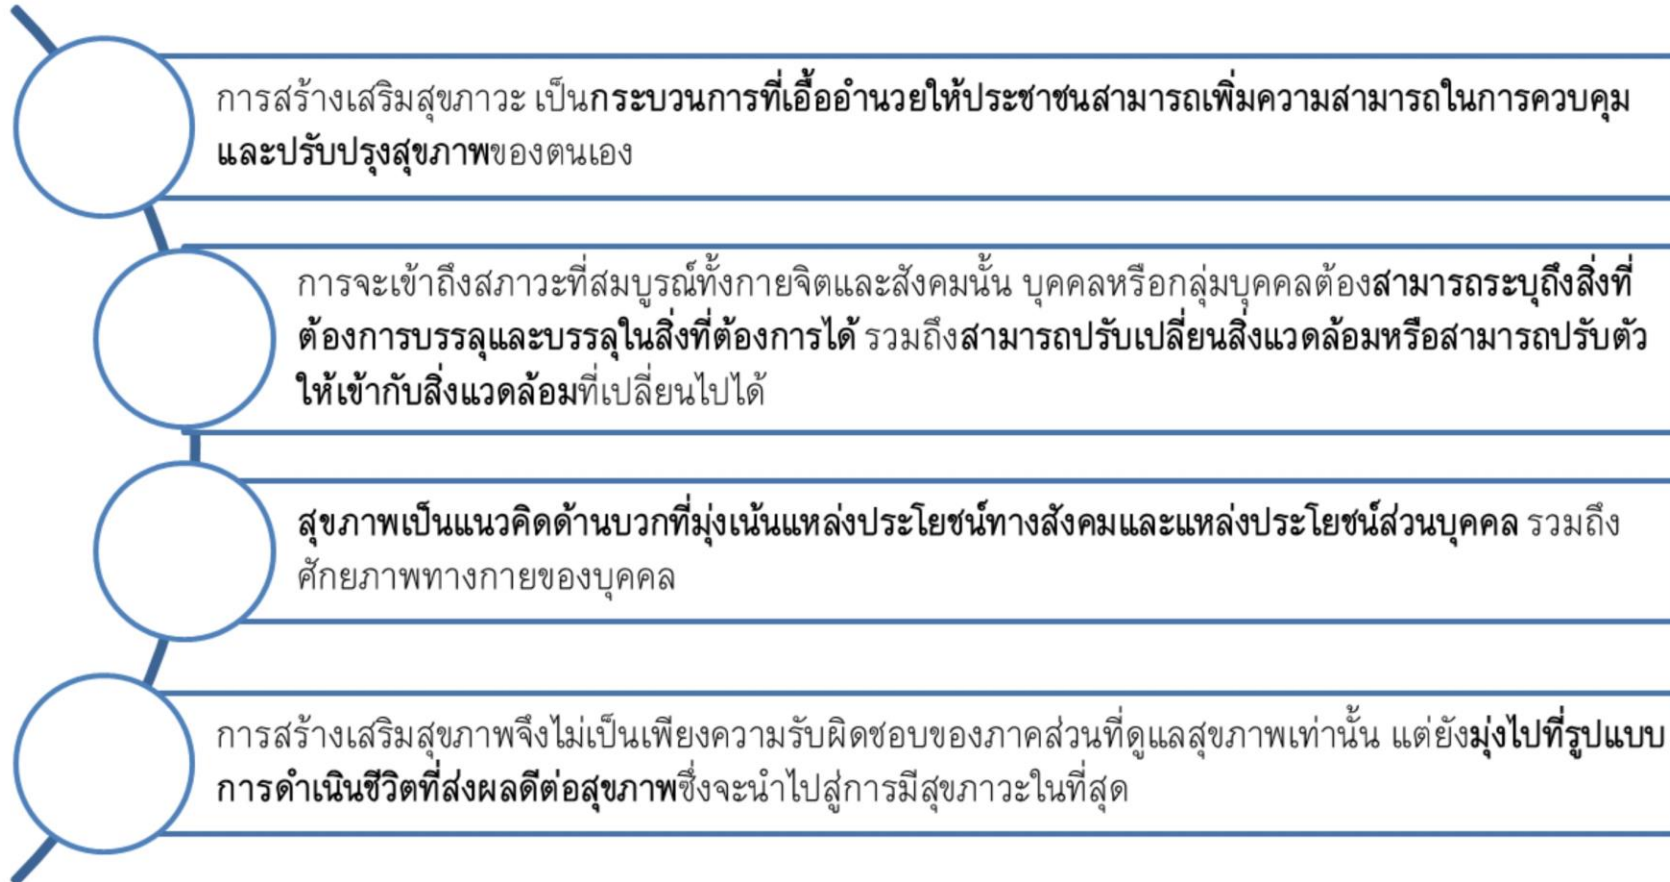 การสร้างเสริมสุขภาวะ เป็นกระบวนการที่เอื้ออำนวยให้ประชาชนสามารถเพิ่มความสามารถในการควบคุม
และปรับปรุงสุขภาพของตนเอง
การจะเข้าถึงสภาวะที่สมบูรณ์ทั้งกายจิตและสังคมนั้น บุคคลหรือกลุ่มบุคคลต้องสามารถระบุถึงสิ่งที่
ต้องการบรรลุและบรรลุในสิ่งที่ต้องการได้ รวมถึงสามารถปรับเปลี่ยนสิ่งแวดล้อมหรือสามารถปรับตัว
ให้เข้ากับสิ่งแวดล้อมที่เปลี่ยนไปได้
สุขภาพเป็นแนวคิดด้านบวกที่มุ่งเน้นแหล่งประโยชน์ทางสังคมและแหล่งประโยชน์ส่วนบุคคล รวมถึง
ศักยภาพทางกายของบุคคล
การสร้างเสริมสุขภาพจึงไม่เป็นเพียงความรับผิดชอบของภาคส่วนที่ดูแลสุขภาพเท่านั้น แต่ยังมุ่งไปที่รูปแบบ
การดำเนินชีวิตที่ส่งผลดีต่อสุขภาพซึ่งจะนำไปสู่การมีสุขภาวะในที่สุด